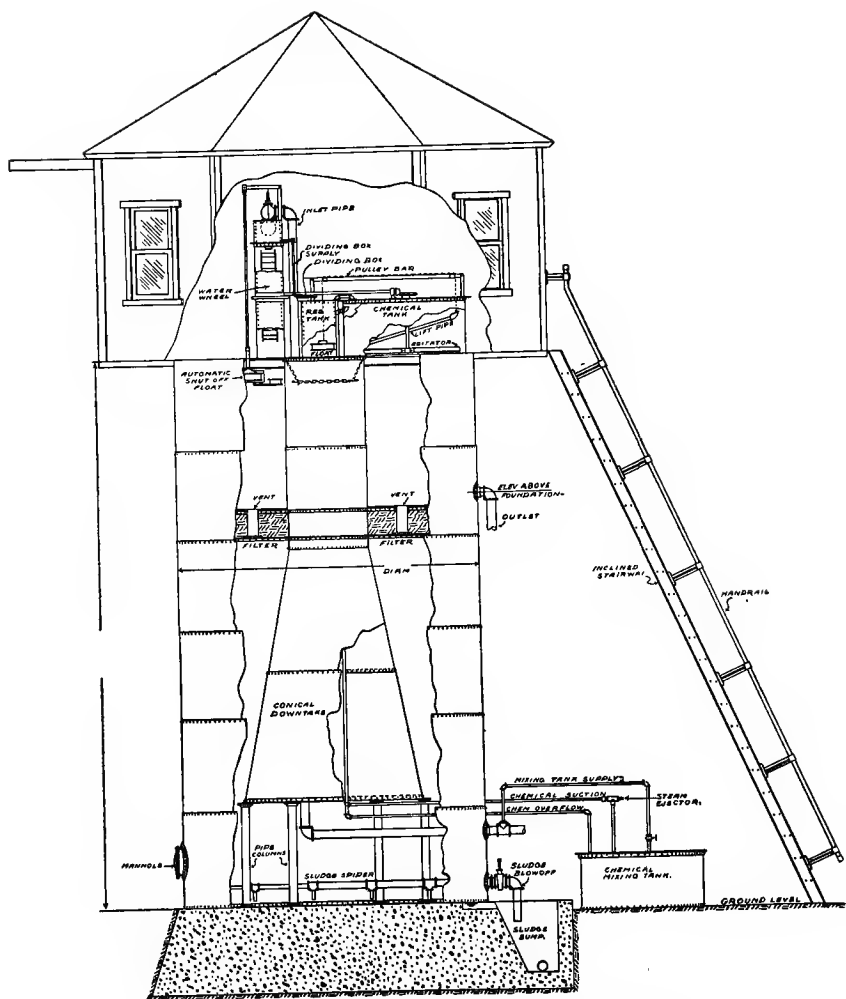 INLET PIPE
DIVIDING BOX
SUPPLY
DIVIDING BOX
PULLEY BAR
WATER
WHEEL
REG
TANK
CHEMICAL
TANK
LIFT PIPE
FLOAT
AGITATOR
AUTOMATIC
SHUT OFF
FLOAT
VENT
VENT
ELEV ABOVE
FOUNDATION
OUTLET
FILTER
FILTER
DIAM
INCLINED
STAIRWAY
HANDRAIL
CONICAL
DOWNTAKE
MIXING TANK SUPPLY
CHEMICAL SUCTION
STEAM
EJECTOR
CHEM OVERFLOW
MANHOLE
PIPE
COLUMNS
SLUDGE SPIDER
SLUDGE
BLOWOFF
CHEMICAL
MIXING TANK.
GROUND LEVEL
SLUDGE
SUMP